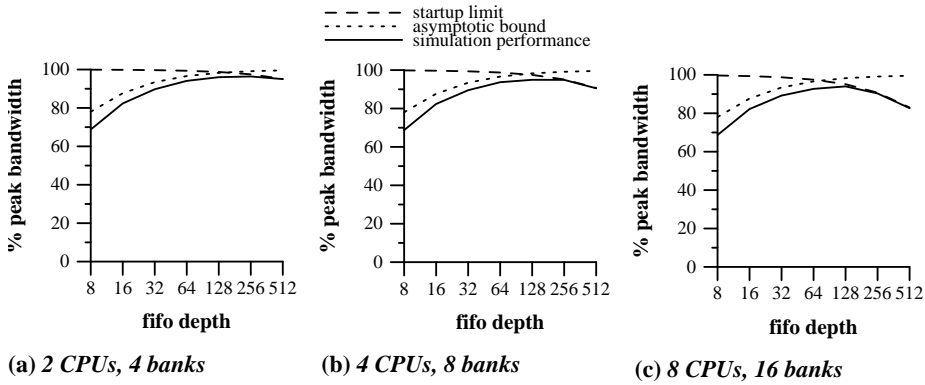 startup limit
asymptotic bound
simulation performance
% peak bandwidth
100
80
60
40
20
0
8 16 32 64 128 256 512
fifo depth
(a) 2 CPUs, 4 banks
% peak bandwidth
100
80
60
40
20
0
8 16 32 64 128 256 512
fifo depth
(b) 4 CPUs, 8 banks
% peak bandwidth
100
80
60
40
20
0
8 16 32 64 128 256 512
fifo depth
(c) 8 CPUs, 16 banks